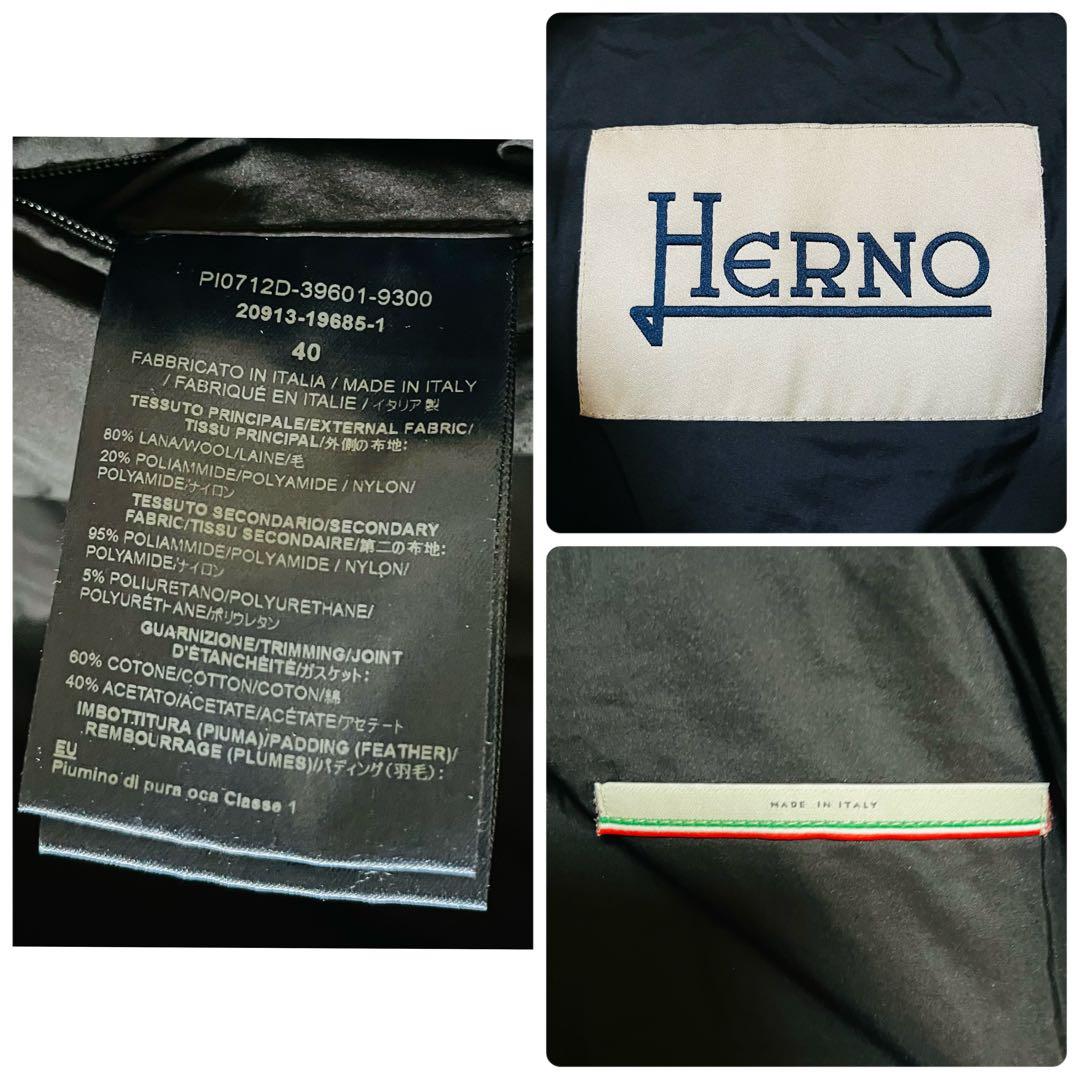 PI0712D-39601-9300
20913-19685-1
40
FABBRICATO IN ITALIA / MADE IN ITALY
/ FABRIQUÉ EN ITALIE / イタリア製
TESSUTO PRINCIPALE/EXTERNAL FABRIC/
TISSU PRINCIPAL/外側の布地:
80% LANA/WOOL/LAINE/毛
20% POLIAMMIDE/POLYAMIDE / NYLON/
POLYAMIDE/ナイロン
TESSUTO SECONDARIO/SECONDARY
FABRIC/TISSU SECONDAIRE/第二の布地:
95% POLIAMMIDE/POLYAMIDE / NYLON/
POLYAMIDE/ナイロン
5% POLIURETANO/POLYURETHANE/
POLYURÉTHANE/ポリウレタン
GUARNIZIONE/TRIMMING/JOINT
D'ÉTANCHÉITÉ/ガスケット:
60% COTONE/COTTON/COTON/綿
40% ACETATO/ACETATE/ACÉTATE/アセテート
IMBOTTITURA (PIUMA)/PADDING (FEATHER)/
REMBOURRAGE (PLUMES)/パディング(羽毛):
EU
Piumino di pura oca Classe 1
HERNO
MADE IN ITALY